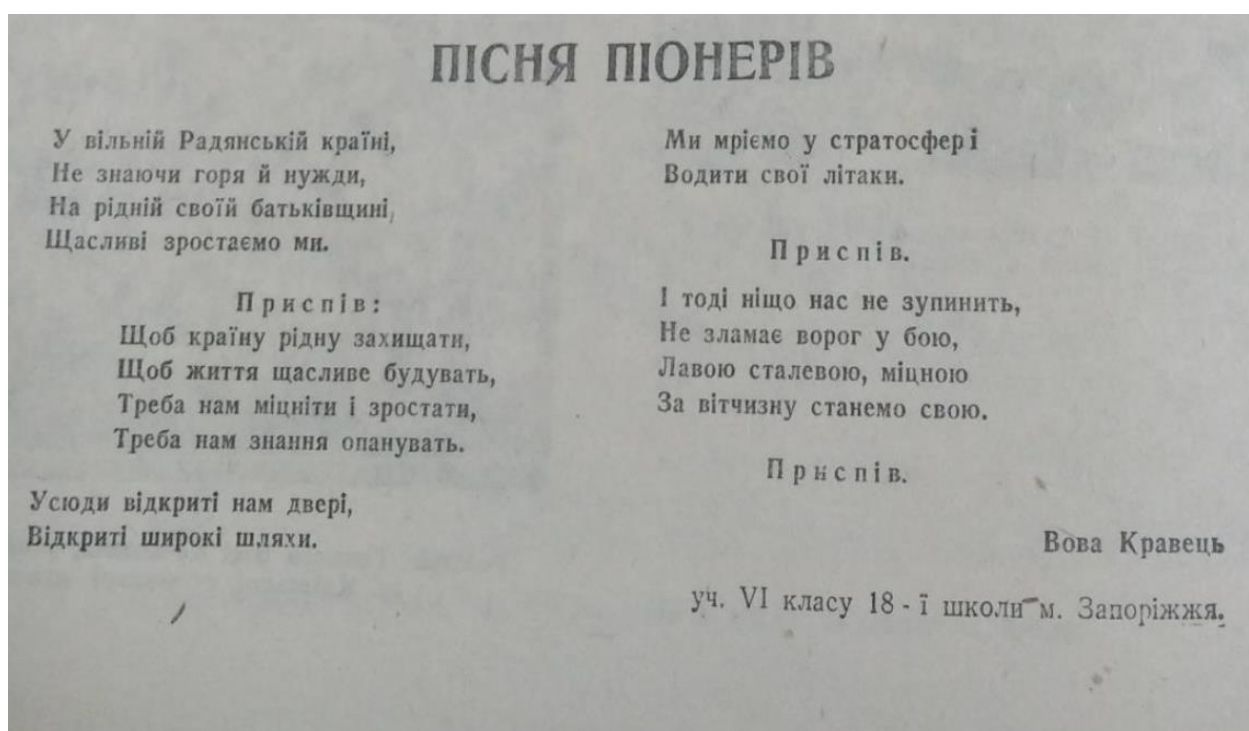 ПІСНЯ ПІОНЕРІВ
У вільній Радянській країні,
Не знаючи горя й нужди,
На рідній своїй батьківщині,
Щасливі зростаємо ми.
Приспів:
Щоб країну рідну захищати,
Щоб життя щасливе будувать,
Треба нам міцніти і зростати,
Треба нам знання опанувать.
Усюди відкриті нам двері,
Відкриті широкі шляхи.
Ми мріємо у стратосфері
Водити свої літаки.
Приспів.
І тоді ніщо нас не зупинить,
Не зламає ворог у бою,
Лавою сталевою, міцною
За вітчизну станемо свою.
Приспів.
Вова Кравець
уч. VI класу 18 - ї школи м. Запоріжжя.